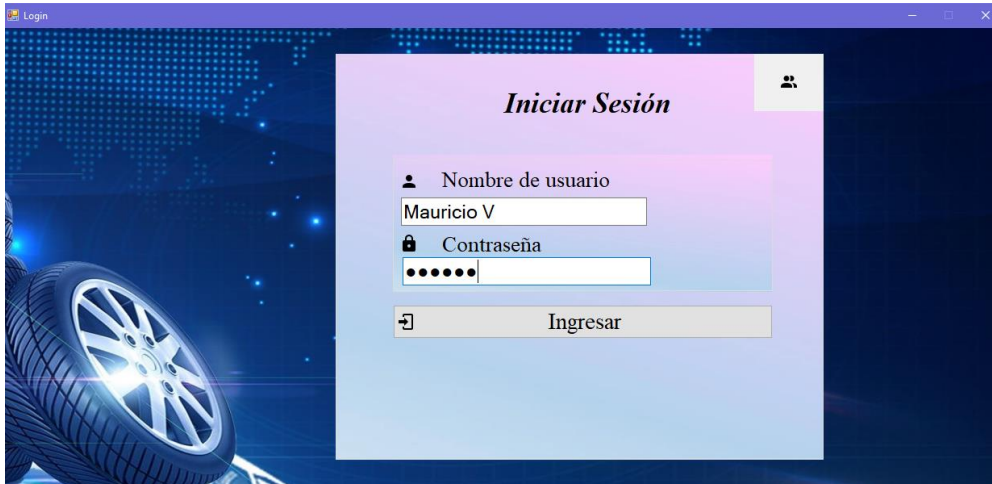 Login
Iniciar Sesión
Nombre de usuario
Mauricio V
Contraseña
●●●●●●
Ingresar